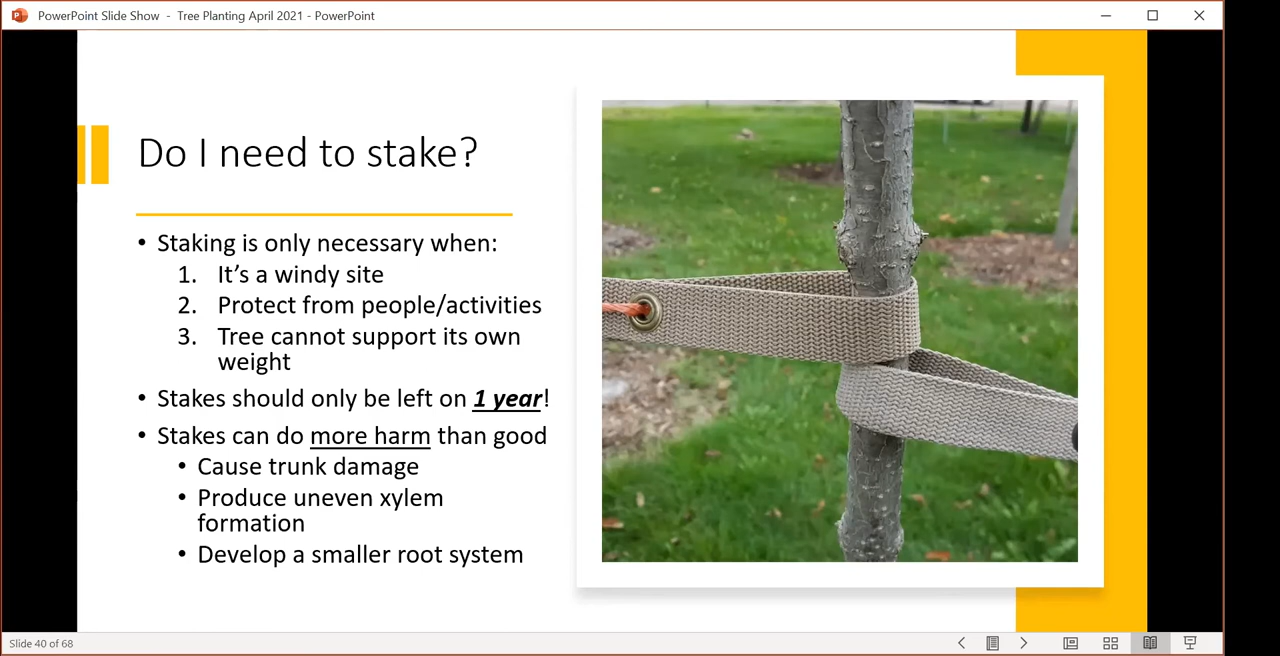 PowerPoint Slide Show - Tree Planting April 2021 - PowerPoint
Do I need to stake?
• Staking is only necessary when:
1. It's a windy site
2. Protect from people/activities
3. Tree cannot support its own
weight
• Stakes should only be left on 1 year!
• Stakes can do more harm than good
• Cause trunk damage
• Produce uneven xylem
formation
• Develop a smaller root system
Slide 40 of 68